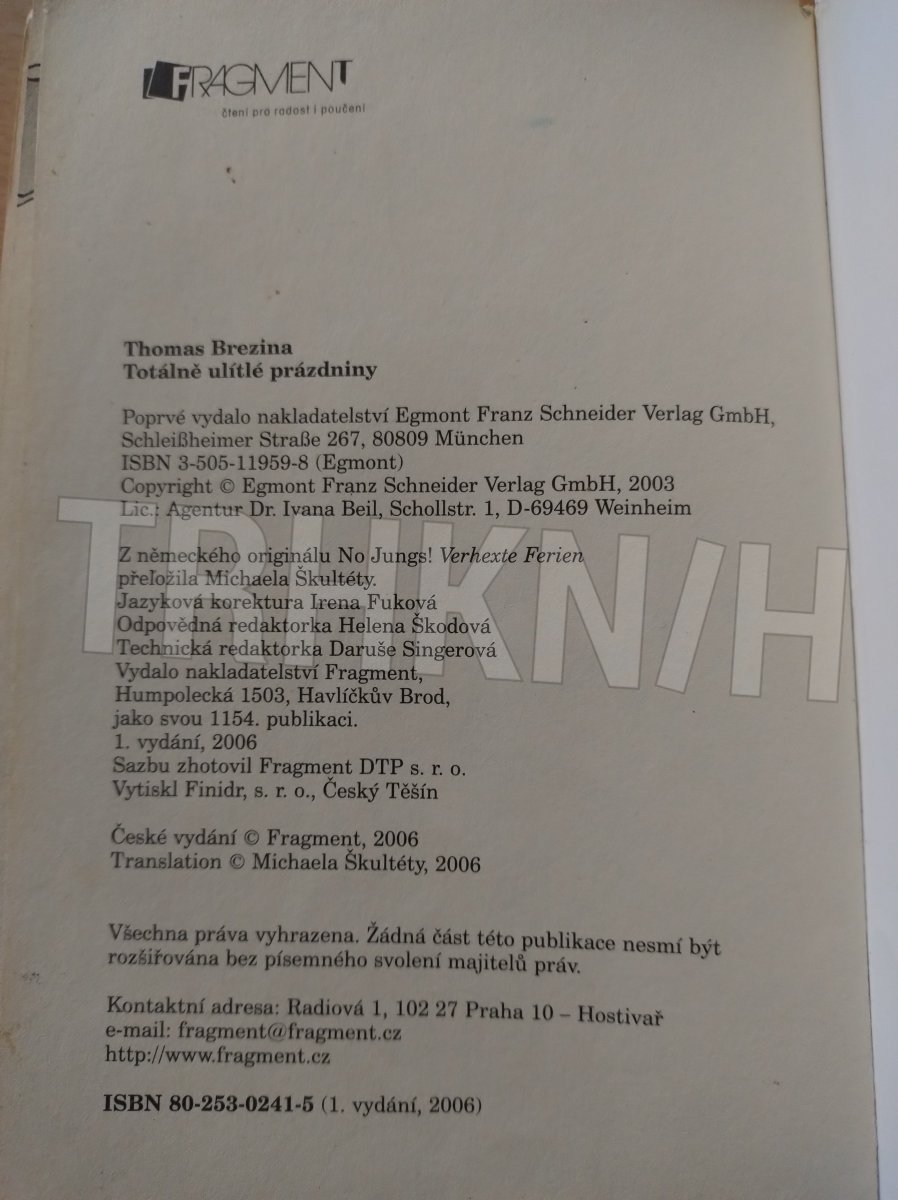 FRAGMENT
čtení pro radost i poučení
Thomas Brezina
Totálně ulítlé prázdniny
Poprvé vydalo nakladatelství Egmont Franz Schneider Verlag GmbH,
Schleißheimer Straße 267, 80809 München
ISBN 3-505-11959-8 (Egmont)
Copyright © Egmont Franz Schneider Verlag GmbH, 2003
Lic.: Agentur Dr. Ivana Beil, Schollstr. 1, D-69469 Weinheim
Z německého originálu No Jungs! Verhexte Ferien
přeložila Michaela Škultéty.
Jazyková korektura Irena Fuková
Odpovědná redaktorka Helena Škodová
Technická redaktorka Daruše Singerová
Vydalo nakladatelství Fragment,
Humpolecká 1503, Havlíčkův Brod,
jako svou 1154. publikaci.
1. vydání, 2006
Sazbu zhotovil Fragment DTP s. r. o.
Vytiskl Finidr, s. r. o., Český Těšín
České vydání © Fragment, 2006
Translation © Michaela Škultéty, 2006
Všechna práva vyhrazena. Žádná část této publikace nesmí být
rozšiřována bez písemného svolení majitelů práv.
Kontaktní adresa: Radiová 1, 102 27 Praha 10 – Hostivař
e-mail: fragment@fragment.cz
http://www.fragment.cz
ISBN 80-253-0241-5 (1. vydání, 2006)